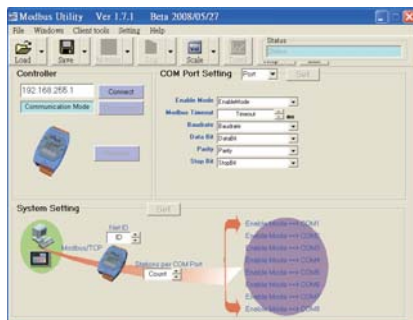 Modbus Utility Ver 1.7.1 Beta 2008/05/27
File Windows Client tools Setting Help
Load Save Scale
Status
Controller
192.168.255.1 Connect
Communication Mode
COM Port Setting Port Set
Enable Mode EnableMode
Modbus Timeout Timeout ms
Baudrate Baudrate
Data Bit DataBit
Parity Parity
Stop Bit StopBit
System Setting Set
Net ID
ID
Modbus/TCP
Stations per COM Port
Count
Enable Mode --> COM1
Enable Mode --> COM2
Enable Mode --> COM3
Enable Mode --> COM4
Enable Mode --> COM5
Enable Mode --> COM6
Enable Mode --> COM7
Enable Mode --> COM8